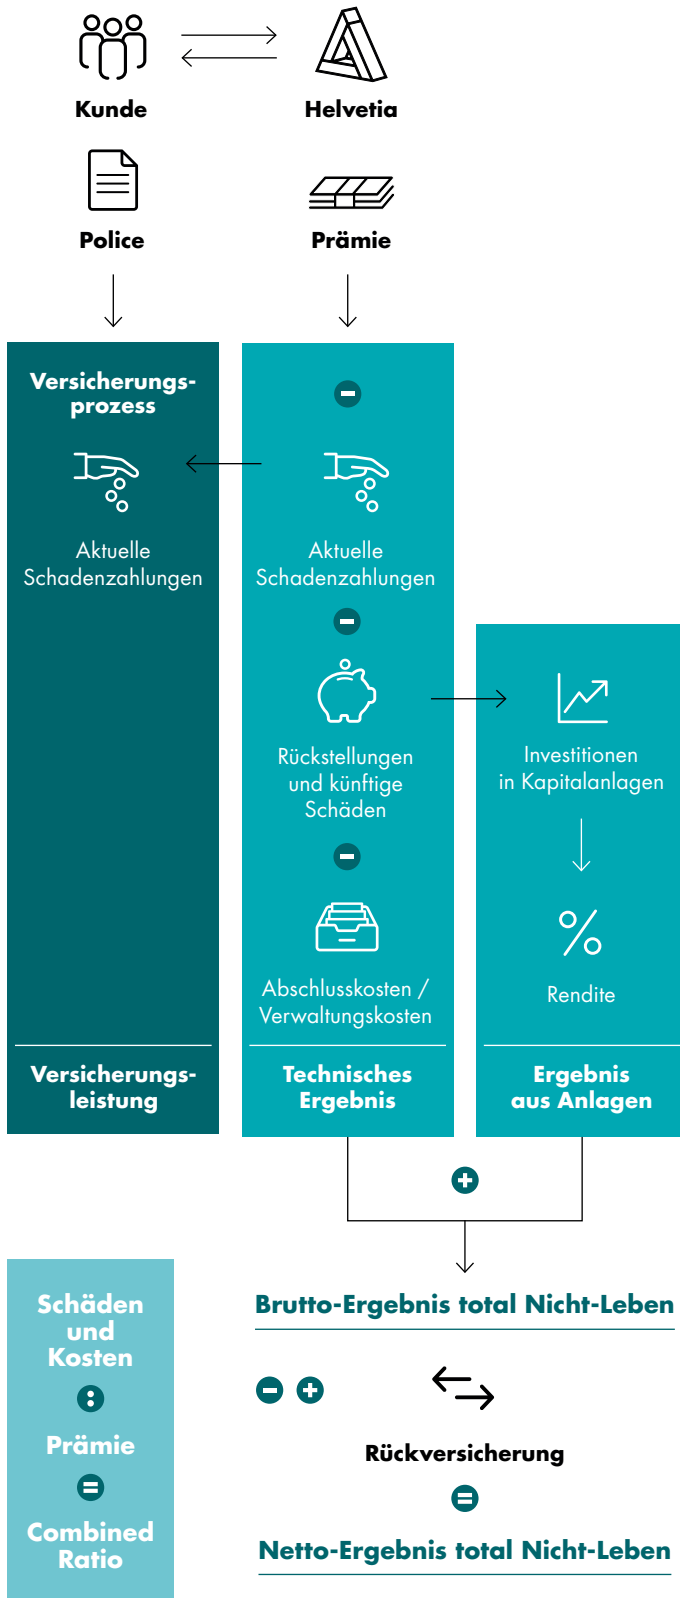 Kunde
Helvetia
Police
Prämie
Versicherungs-
prozess
Aktuelle
Schadenzahlungen
Versicherungs-
leistung
Aktuelle
Schadenzahlungen
Rückstellungen
und künftige
Schäden
Abschlusskosten /
Verwaltungskosten
Technisches
Ergebnis
Investitionen
in Kapitalanlagen
Rendite
Ergebnis
aus Anlagen
Schäden
und
Kosten
:
Prämie
=
Combined
Ratio
Brutto-Ergebnis total Nicht-Leben
Rückversicherung
=
Netto-Ergebnis total Nicht-Leben